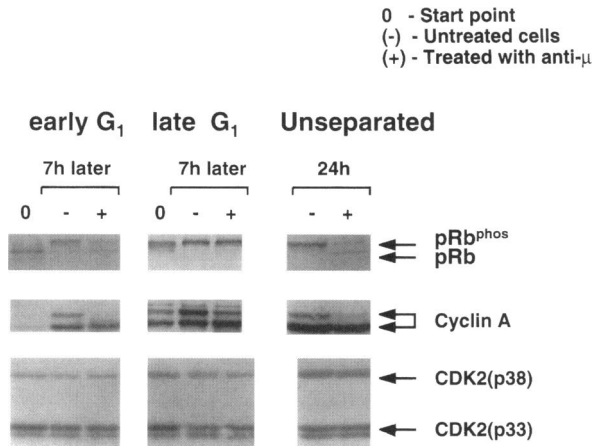 0 - Start point
(-) - Untreated cells
(+) - Treated with anti-μ
early G1 late G1 Unseparated
7h later 7h later 24h
0 - + 0 - + - +
pRbphos
pRb
Cyclin A
CDK2(p38)
CDK2(p33)